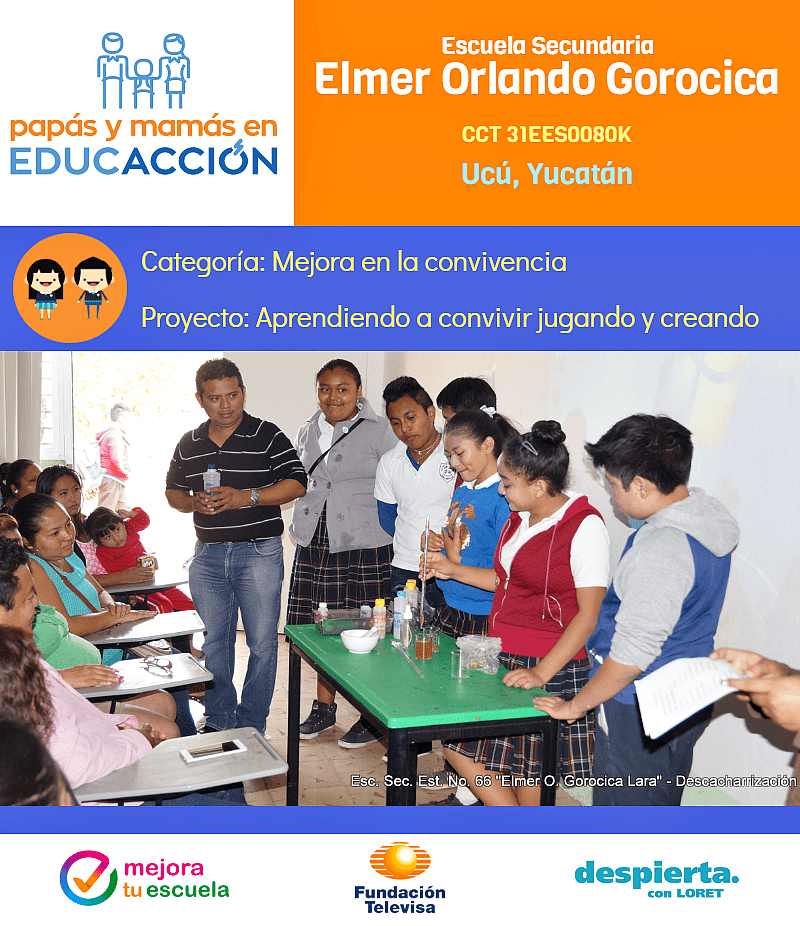 papás y mamás en
EDUCACCIÓN
Escuela Secundaria
Elmer Orlando Gorocica
CCT 31EES0080K
Ucú, Yucatán
Categoría: Mejora en la convivencia
Proyecto: Aprendiendo a convivir jugando y creando
Esc. Sec. Est. No. 66 "Elmer O. Gorocica Lara" - Descacharrización
mejora
tu escuela
Fundación
Televisa
despierta.
con LORET